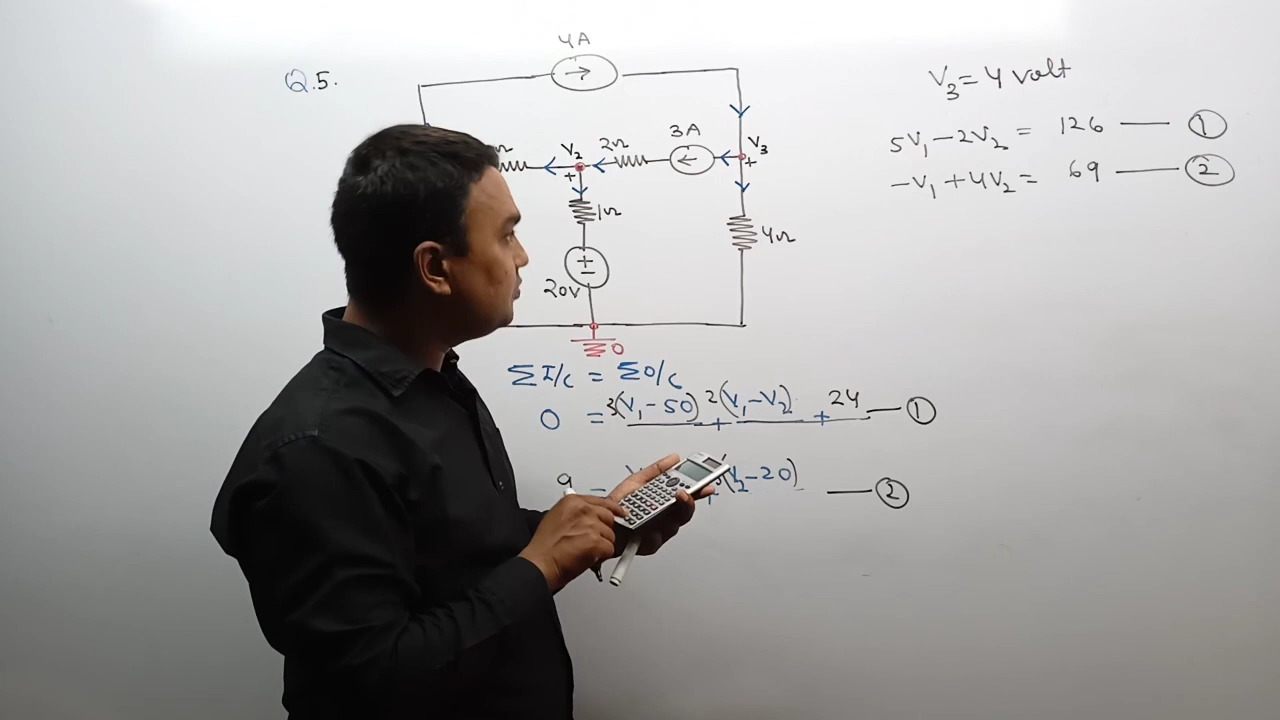 Q.5.
4A
V₃ = 4 volt
5V₁ – 2V₂ = 126 — ①
-V₁ + 4V₂ = 69 — ②
V₂
2Ω
3A
V₃
+
+
1Ω
4Ω
+
-
20V
0
ΣI/C = ΣO/C
0 = 3(V₁ – 50) + 2(V₁ – V₂) + 24 — ①
9 =
V₂ – 20) — ②